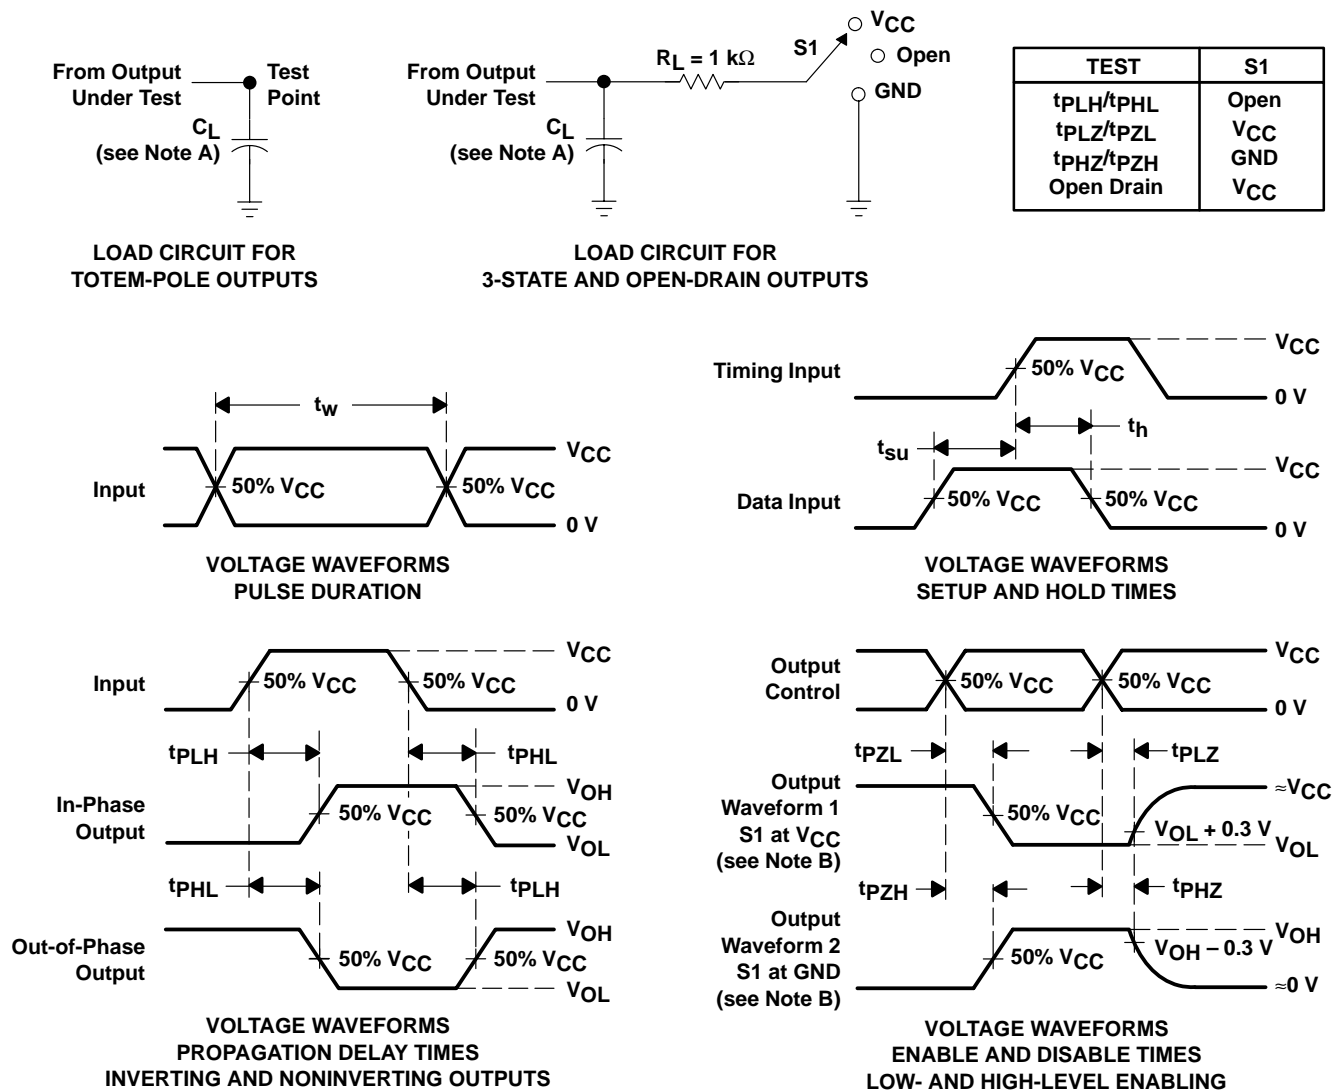 From Output
Under Test
Test
Point
CL
(see Note A)
LOAD CIRCUIT FOR
TOTEM-POLE OUTPUTS
From Output
Under Test
RL = 1 kΩ
S1
VCC
Open
GND
CL
(see Note A)
LOAD CIRCUIT FOR
3-STATE AND OPEN-DRAIN OUTPUTS
TEST S1
tPLH/tPHL Open
tPLZ/tPZL VCC
tPHZ/tPZH GND
Open Drain VCC
tw
Input
50% VCC
50% VCC
VCC
0 V
VOLTAGE WAVEFORMS
PULSE DURATION
Timing Input
50% VCC
VCC
0 V
tsu
th
Data Input
50% VCC
50% VCC
VCC
0 V
VOLTAGE WAVEFORMS
SETUP AND HOLD TIMES
Input
50% VCC
50% VCC
VCC
0 V
tPLH
tPHL
In-Phase
Output
50% VCC
50% VCC
VOH
VOL
tPHL
tPLH
Out-of-Phase
Output
50% VCC
50% VCC
VOH
VOL
VOLTAGE WAVEFORMS
PROPAGATION DELAY TIMES
INVERTING AND NONINVERTING OUTPUTS
Output
Control
50% VCC
50% VCC
VCC
0 V
tPZL
tPLZ
Output
Waveform 1
S1 at VCC
(see Note B)
50% VCC
VOL + 0.3 V
≈VCC
VOL
tPZH
tPHZ
Output
Waveform 2
S1 at GND
(see Note B)
50% VCC
VOH − 0.3 V
VOH
≈0 V
VOLTAGE WAVEFORMS
ENABLE AND DISABLE TIMES
LOW- AND HIGH-LEVEL ENABLING